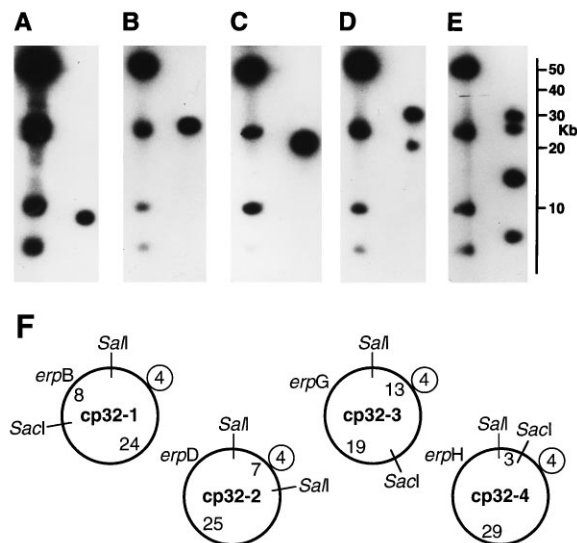 A B C D E
50
40
30
Kb
20
10
F
SalI
erpB 4
8
cp32-1
SacI
24
SalI
erpD 4
7
SalI
cp32-2
25
SalI
erpG 4
13
cp32-3
19
SacI
SalI SacI
erpH 3 4
cp32-4
29